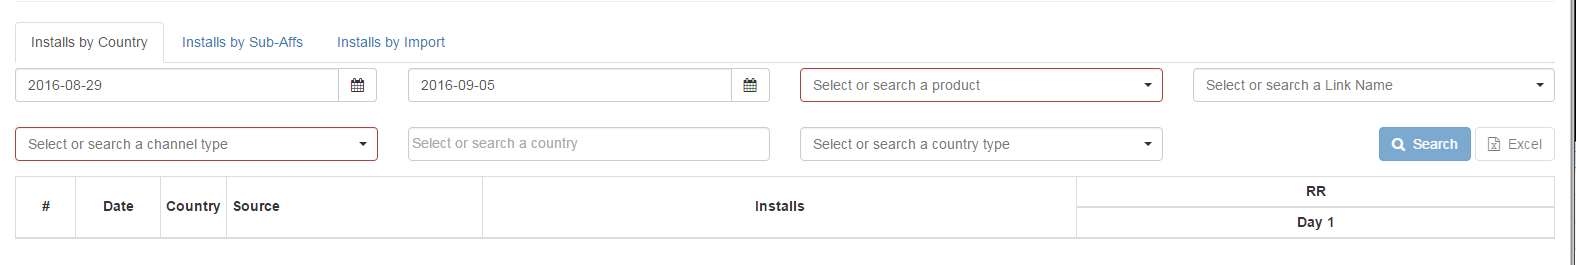 Installs by Country Installs by Sub-Affs Installs by Import
2016-08-29 2016-09-05 Select or search a product Select or search a Link Name
Select or search a channel type Select or search a country Select or search a country type Search Excel
# Date Country Source Installs RR
Day 1